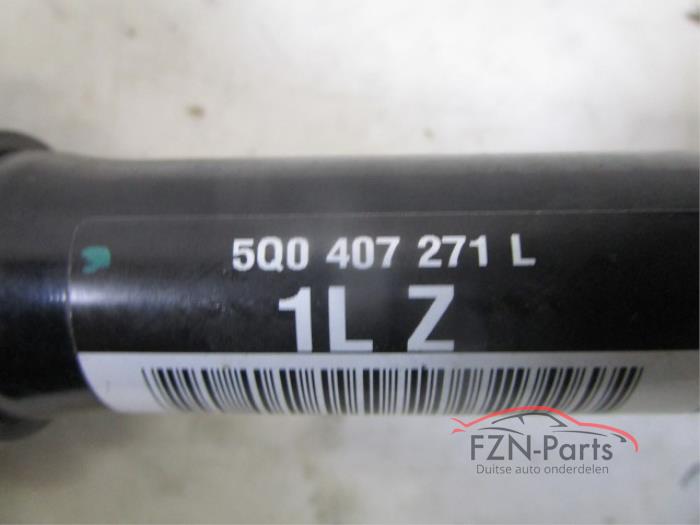 5Q0 407 271 L
1L Z
FZN-Parts
Duitse auto onderdelen